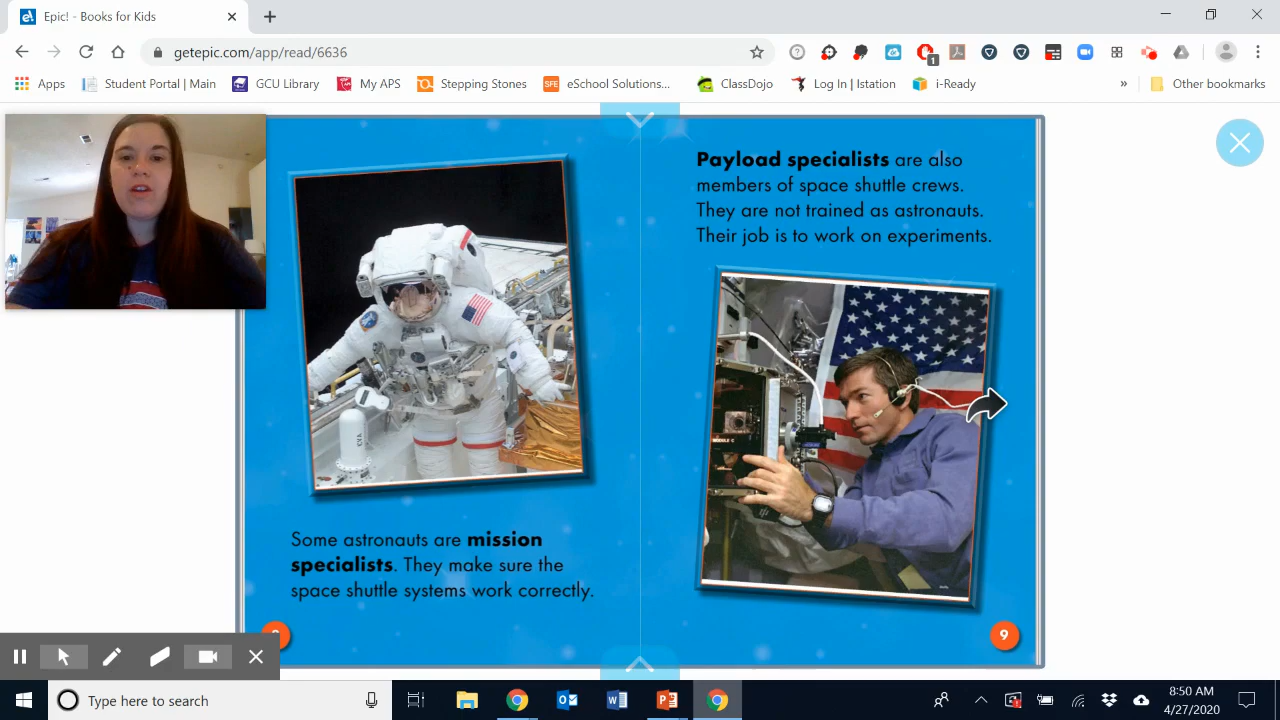 Epic! - Books for Kids
getepic.com/app/read/6636
1
Apps
Student Portal | Main
GCU Library
My APS
Stepping Stones
SFE
eSchool Solutions...
ClassDojo
Log In | Istation
i-Ready
»
Other bookmarks
Payload specialists are also
members of space shuttle crews.
They are not trained as astronauts.
Their job is to work on experiments.
Some astronauts are mission
specialists. They make sure the
space shuttle systems work correctly.
9
Type here to search
8:50 AM
4/27/2020